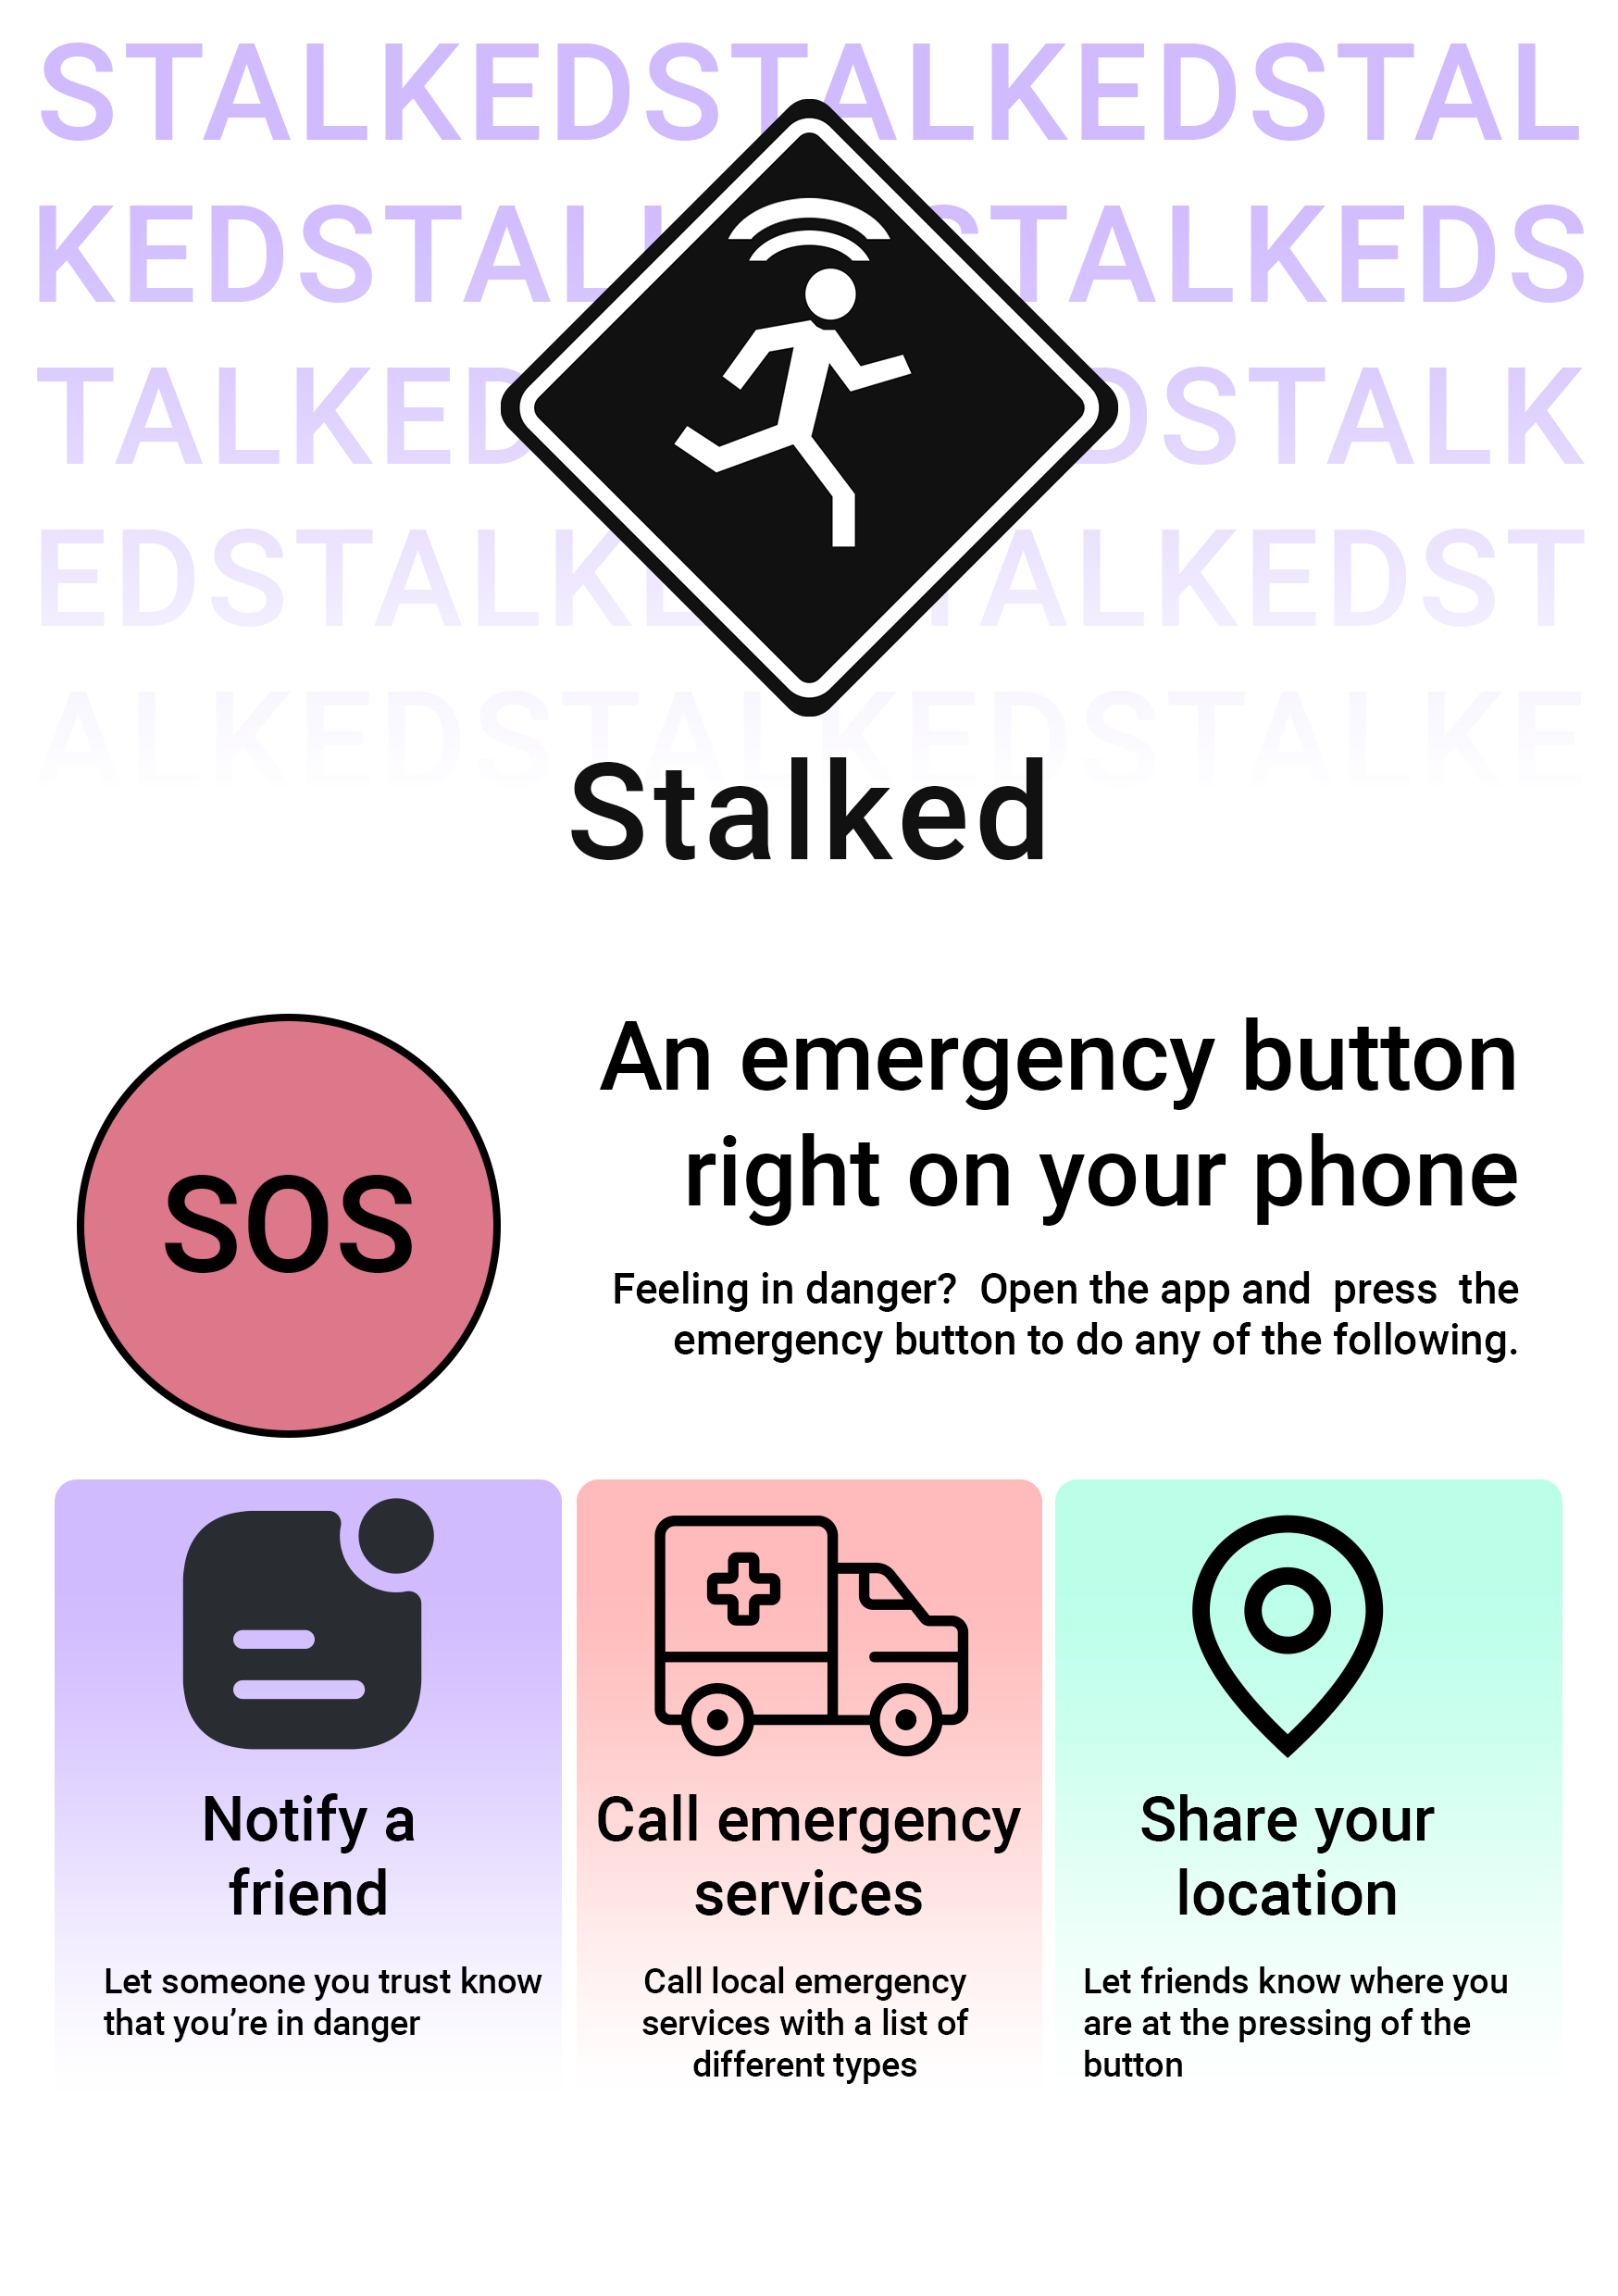 STALKEDSTALKEDSTAL
KEDSTALK STALKEDS
TALKED DSTALK
EDSTALKE TALKEDST
ALKEDSTALKEDSTALKE
Stalked
An emergency button
right on your phone
SOS
Feeling in danger?  Open the app and  press  the
emergency button to do any of the following.
Notify a
friend
Let someone you trust know
that you’re in danger
Call emergency
services
Call local emergency
services with a list of
different types
Share your
location
Let friends know where you
are at the pressing of the
button